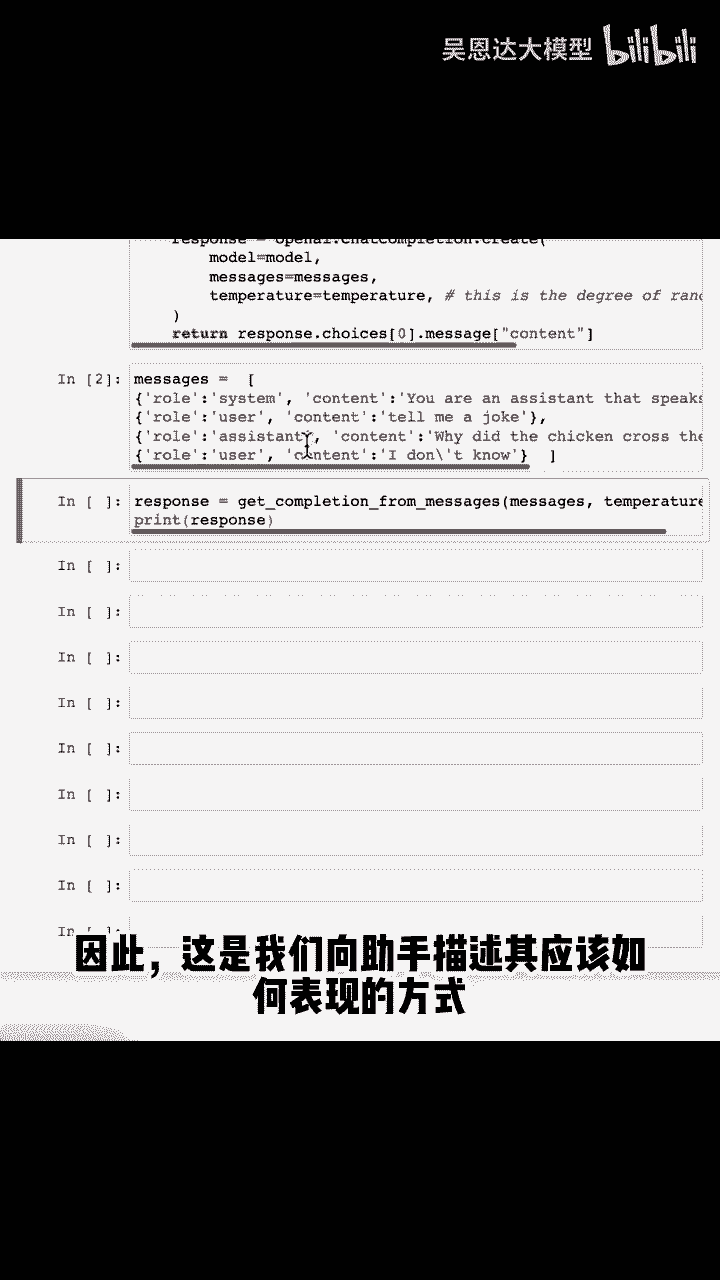 吴恩达大模型 bilibili
response = openai.ChatCompletion.create(
model=model,
messages=messages,
temperature=temperature, # this is the degree of ran
)
return response.choices[0].message["content"]
In [2]: messages = [
{'role':'system', 'content':'You are an assistant that speaks
{'role':'user', 'content':'tell me a joke'},
{'role':'assistant', 'content':'Why did the chicken cross the
{'role':'user', 'content':'I don\'t know'} ]
In [ ]: response = get_completion_from_messages(messages, temperature
print(response)
In [ ]:
In [ ]:
In [ ]:
In [ ]:
In [ ]:
In [ ]:
In [ ]:
In [ ]:
In [ ]:
因此，这是我们向助手描述其应该如
何表现的方式